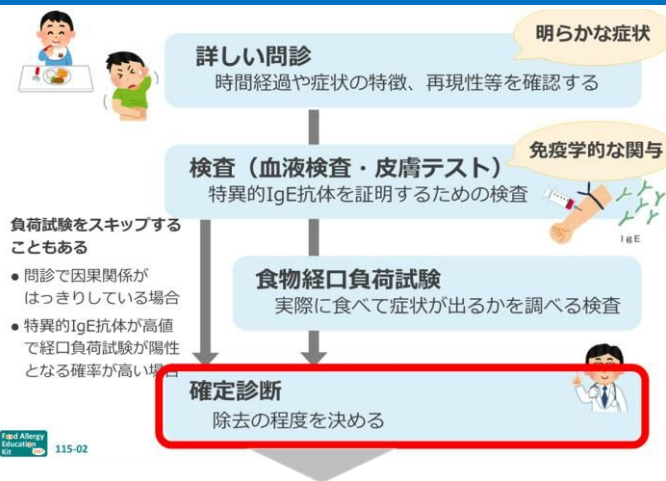 明らかな症状
詳しい問診
時間経過や症状の特徴、再現性等を確認する
免疫学的な関与
検査（血液検査・皮膚テスト）
特異的IgE抗体を証明するための検査
IgE
負荷試験をスキップする
こともある
● 問診で因果関係が
はっきりしている場合
● 特異的IgE抗体が高値
で経口負荷試験が陽性
となる確率が高い場合
食物経口負荷試験
実際に食べて症状が出るかを調べる検査
確定診断
除去の程度を決める
Food Allergy
Education
Kit
115-02